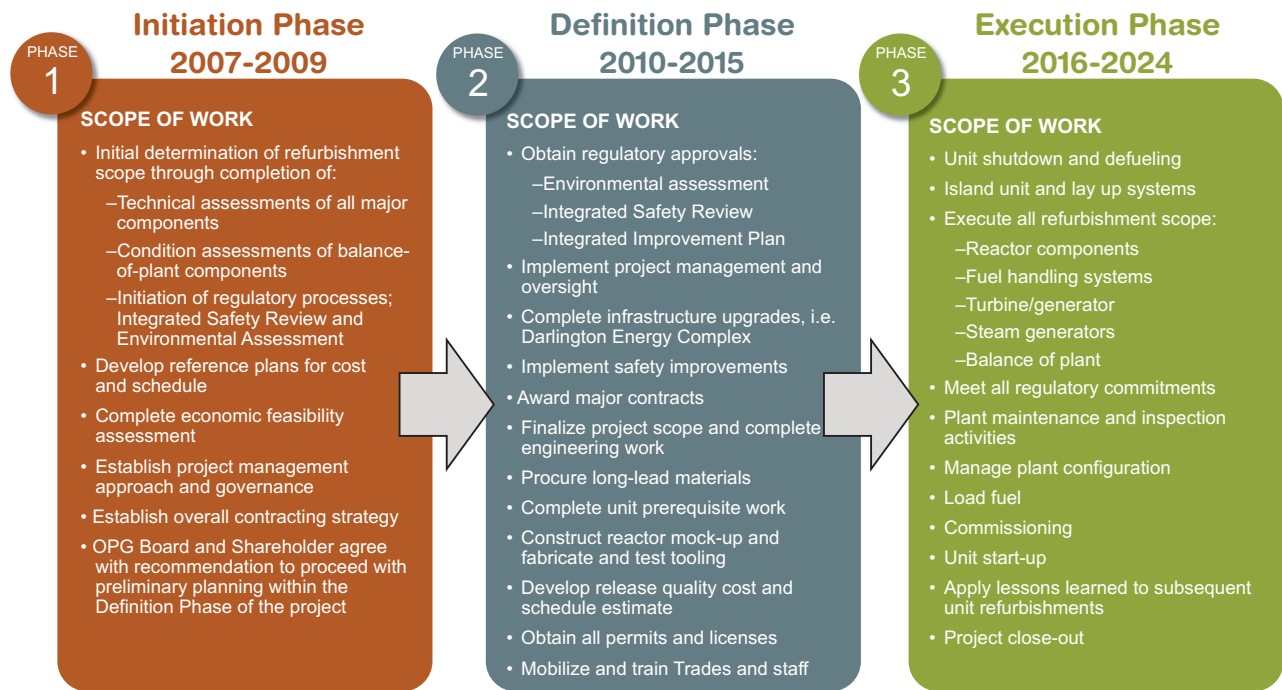 Initiation Phase
2007-2009
PHASE
1
SCOPE OF WORK
• Initial determination of refurbishment
scope through completion of:
–Technical assessments of all major
components
–Condition assessments of balance-
of-plant components
–Initiation of regulatory processes;
Integrated Safety Review and
Environmental Assessment
• Develop reference plans for cost
and schedule
• Complete economic feasibility
assessment
• Establish project management
approach and governance
• Establish overall contracting strategy
• OPG Board and Shareholder agree
with recommendation to proceed with
preliminary planning within the
Definition Phase of the project
Definition Phase
2010-2015
PHASE
2
SCOPE OF WORK
• Obtain regulatory approvals:
–Environmental assessment
–Integrated Safety Review
–Integrated Improvement Plan
• Implement project management and
oversight
• Complete infrastructure upgrades, i.e.
Darlington Energy Complex
• Implement safety improvements
• Award major contracts
• Finalize project scope and complete
engineering work
• Procure long-lead materials
• Complete unit prerequisite work
• Construct reactor mock-up and
fabricate and test tooling
• Develop release quality cost and
schedule estimate
• Obtain all permits and licenses
• Mobilize and train Trades and staff
Execution Phase
2016-2024
PHASE
3
SCOPE OF WORK
• Unit shutdown and defueling
• Island unit and lay up systems
• Execute all refurbishment scope:
–Reactor components
–Fuel handling systems
–Turbine/generator
–Steam generators
–Balance of plant
• Meet all regulatory commitments
• Plant maintenance and inspection
activities
• Manage plant configuration
• Load fuel
• Commissioning
• Unit start-up
• Apply lessons learned to subsequent
unit refurbishments
• Project close-out